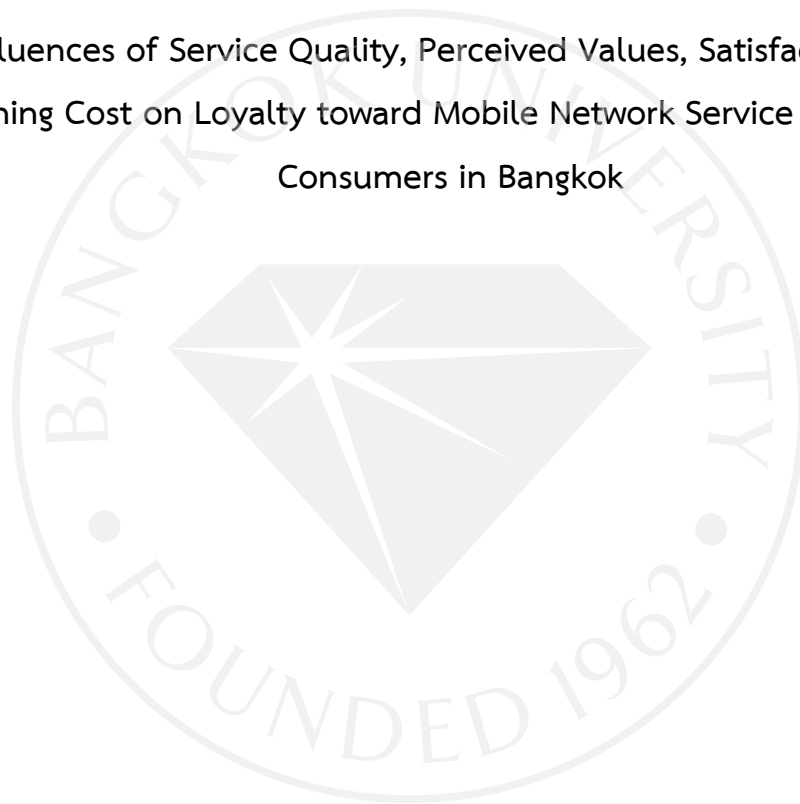 luences of Service Quality, Perceived Values, Satisfac
ning Cost on Loyalty toward Mobile Network Service
Consumers in Bangkok
BANGKOK UNIVERSITY
FOUNDED 1962